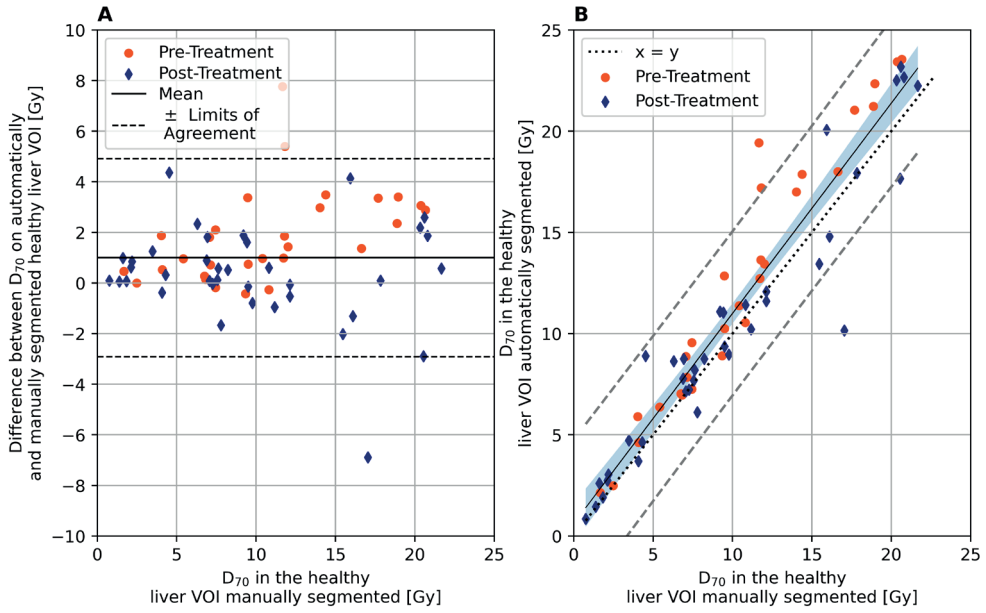 A
Difference between D70 on automatically
and manually segmented healthy liver VOI [Gy]
10
8
6
4
2
0
−2
−4
−6
−8
−10
Pre-Treatment
Post-Treatment
Mean
± Limits of
Agreement
0 5 10 15 20 25
D70 in the healthy
liver VOI manually segmented [Gy]
B
D70 in the healthy
liver VOI automatically segmented [Gy]
25
20
15
10
5
0
x = y
Pre-Treatment
Post-Treatment
0 5 10 15 20 25
D70 in the healthy
liver VOI manually segmented [Gy]